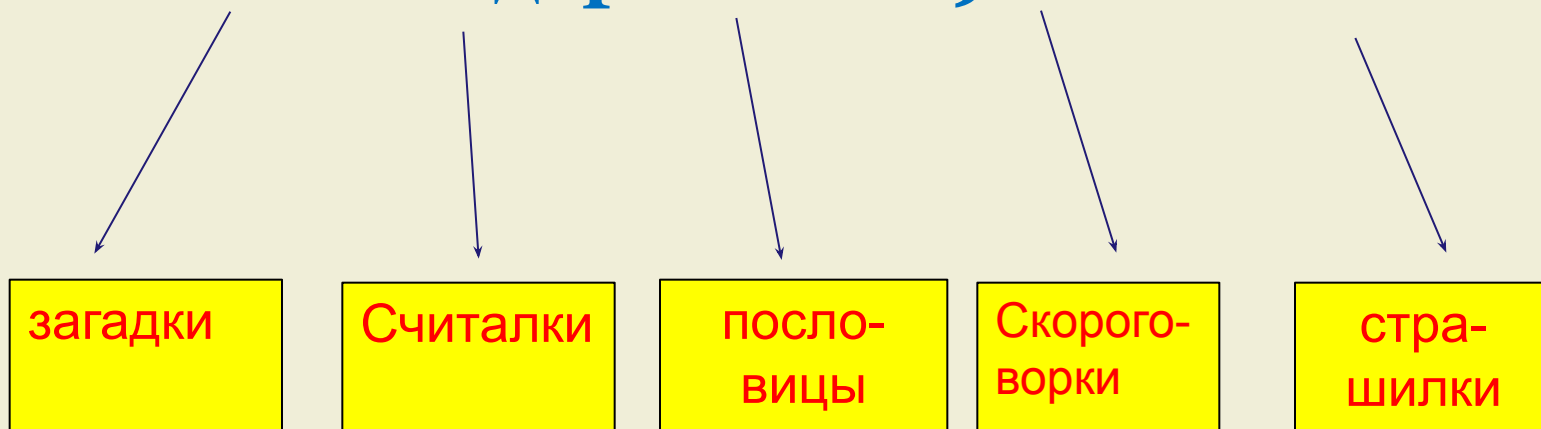 загадки
Считалки
посло-
вицы
Скорого-
ворки
стра-
шилки